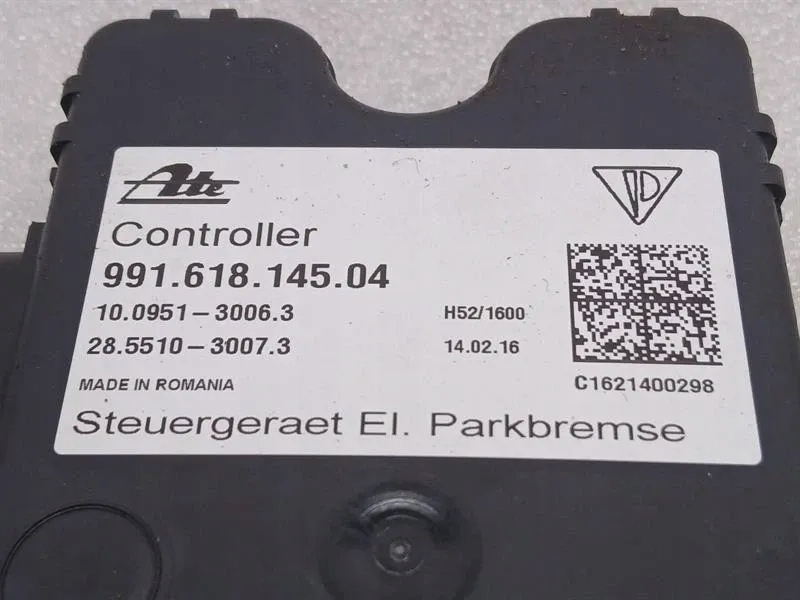 Ate
Controller
991.618.145.04
10.0951-3006.3 H52/1600
28.5510-3007.3 14.02.16
MADE IN ROMANIA C1621400298
Steuergeraet El. Parkbremse
PD